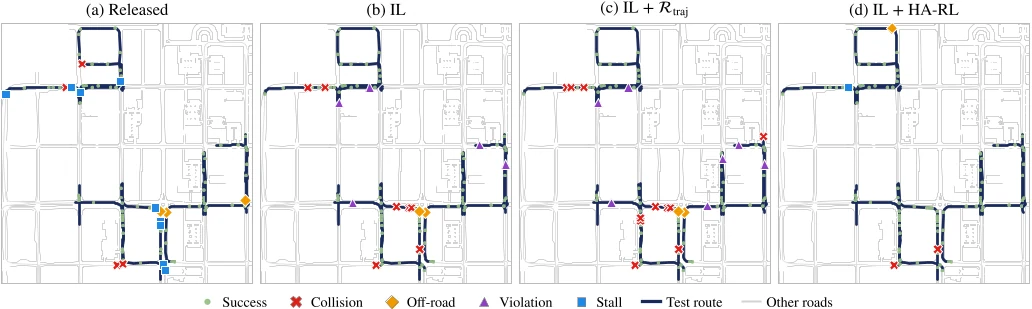 (a) Released
(b) IL
(c) IL + ℛtraj
(d) IL + HA-RL
Success
Collision
Off-road
Violation
Stall
Test route
Other roads